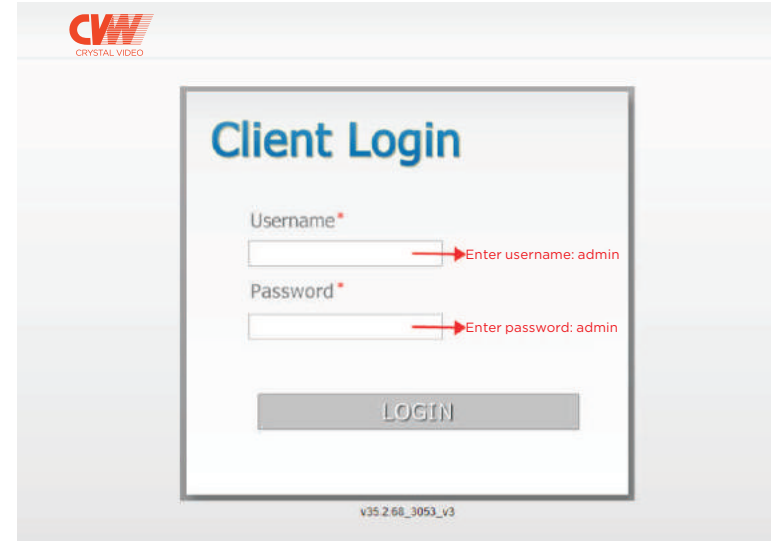 CVW
CRYSTAL VIDEO
Client Login
Username*
Enter username: admin
Password*
Enter password: admin
LOGIN
v35.2.68_3053_v3